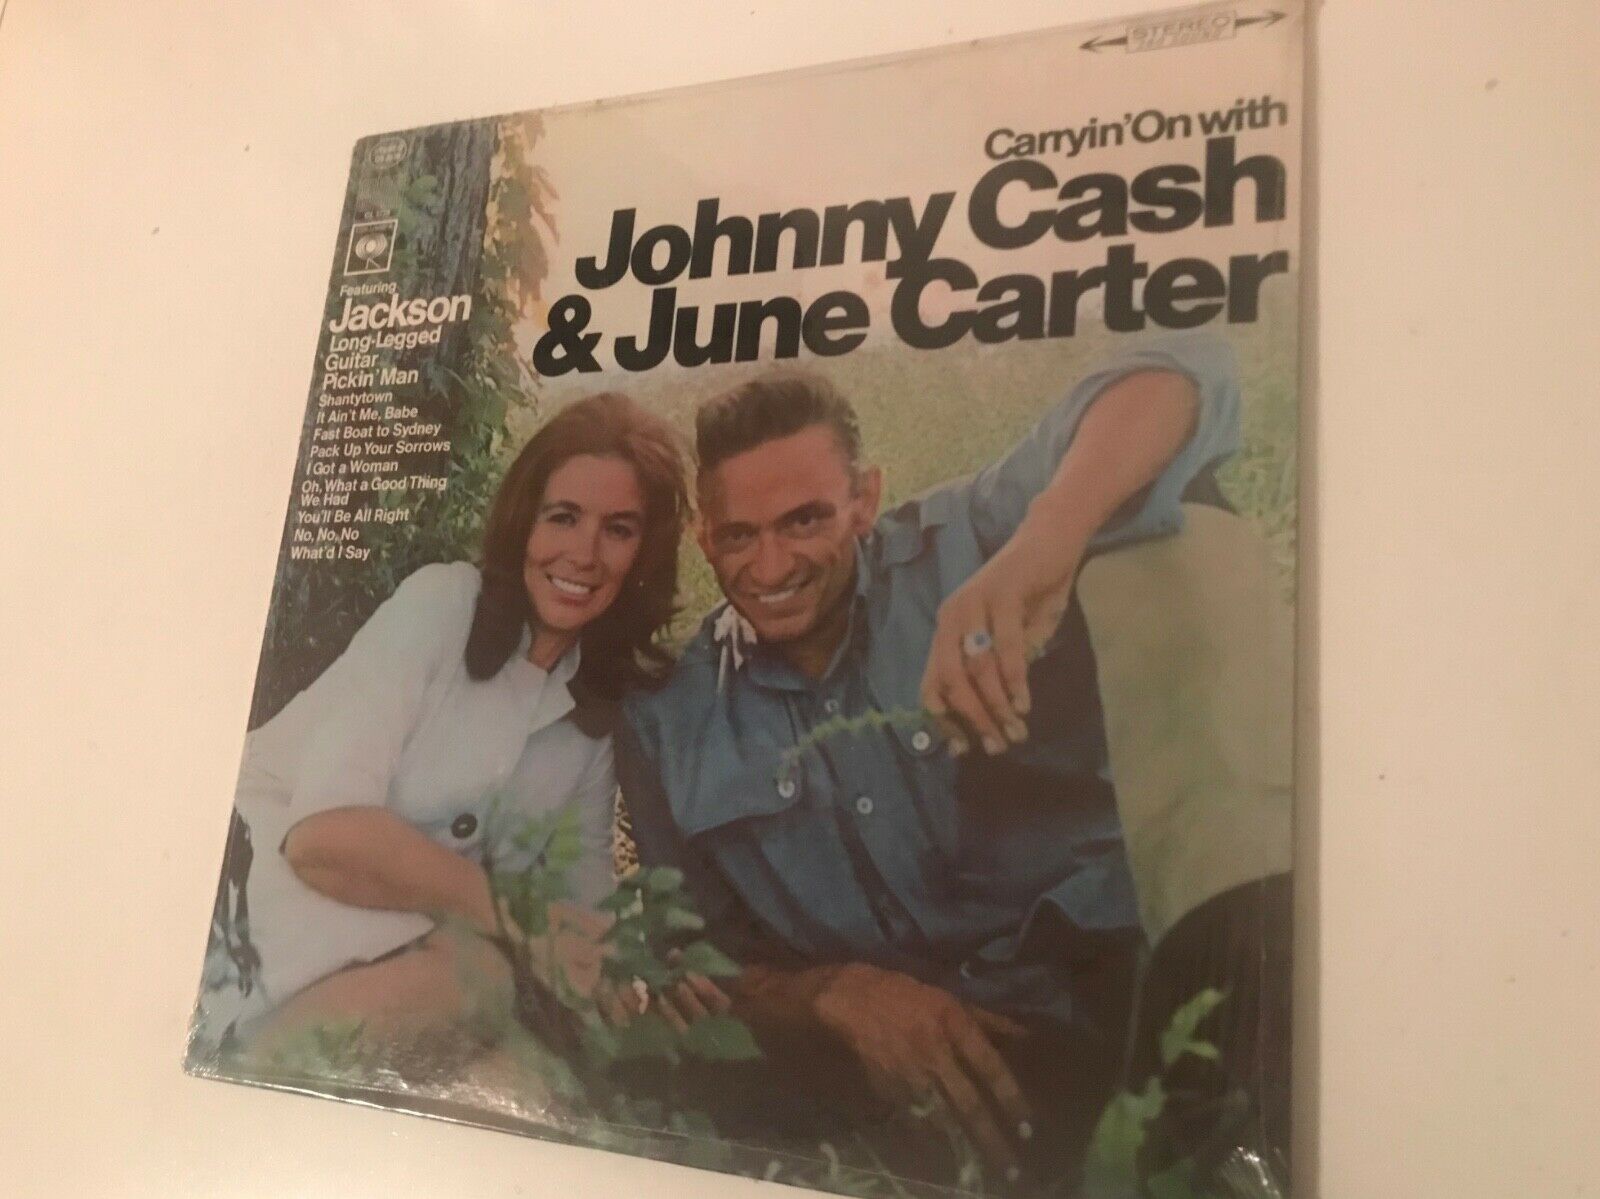 STEREO
Carryin' On with
Johnny Cash
& June Carter
Featuring
Jackson
Long-Legged
Guitar
Pickin' Man
Shantytown
It Ain't Me, Babe
Fast Boat to Sydney
Pack Up Your Sorrows
I Got a Woman
Oh, What a Good Thing
We Had
You'll Be All Right
No, No, No
What'd I Say